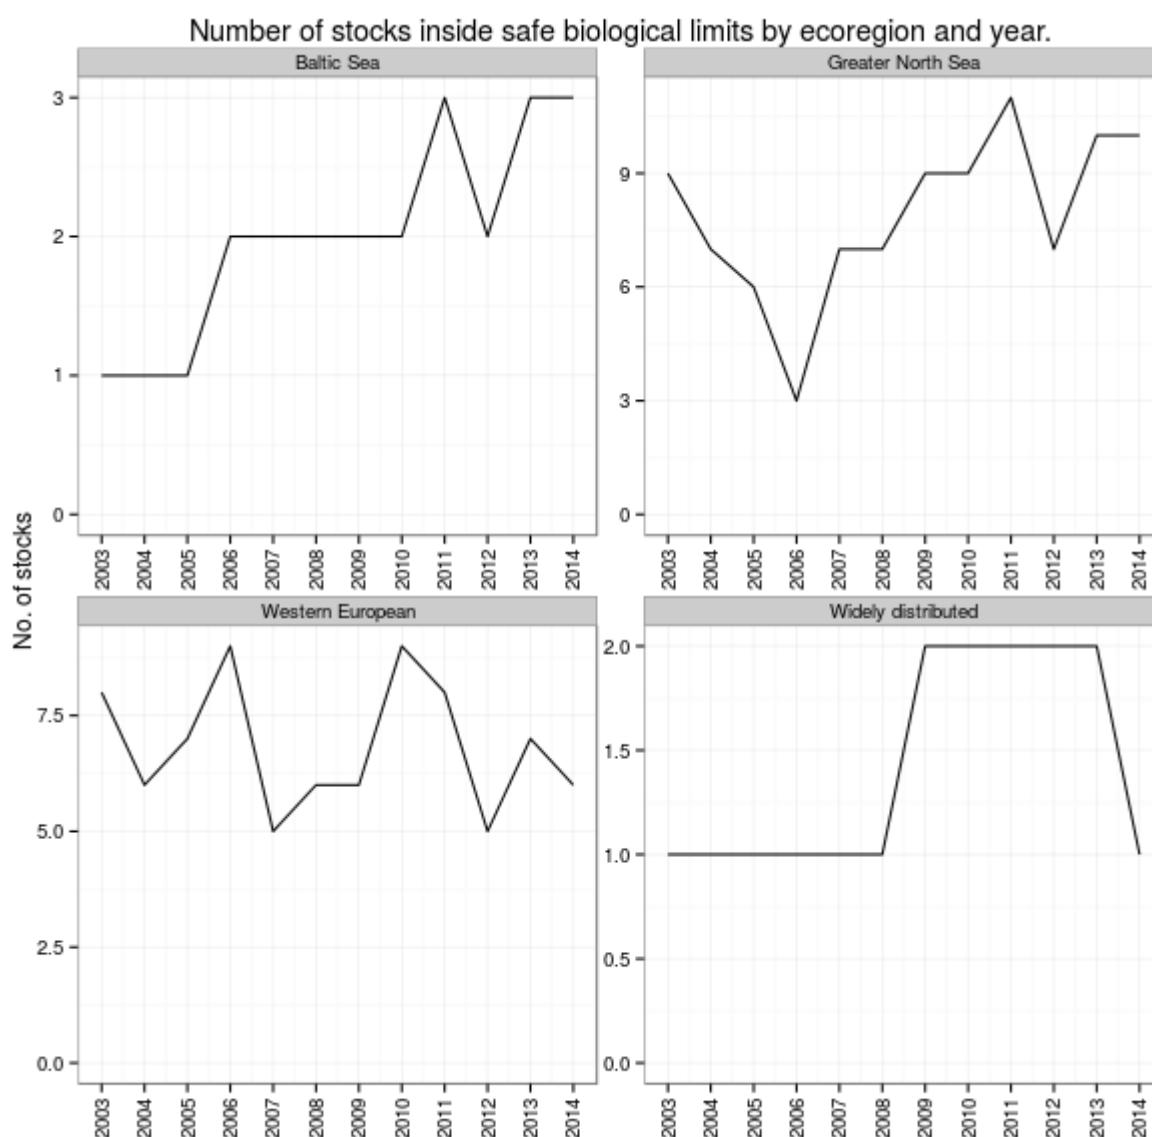 Number of stocks inside safe biological limits by ecoregion and year.
Baltic Sea
Greater North Sea
3
2
1
0
9
6
3
0
2003 2004 2005 2006 2007 2008 2009 2010 2011 2012 2013 2014
2003 2004 2005 2006 2007 2008 2009 2010 2011 2012 2013 2014
No. of stocks
Western European
Widely distributed
7.5
5.0
2.5
0.0
2.0
1.5
1.0
0.5
0.0
2003 2004 2005 2006 2007 2008 2009 2010 2011 2012 2013 2014
2003 2004 2005 2006 2007 2008 2009 2010 2011 2012 2013 2014